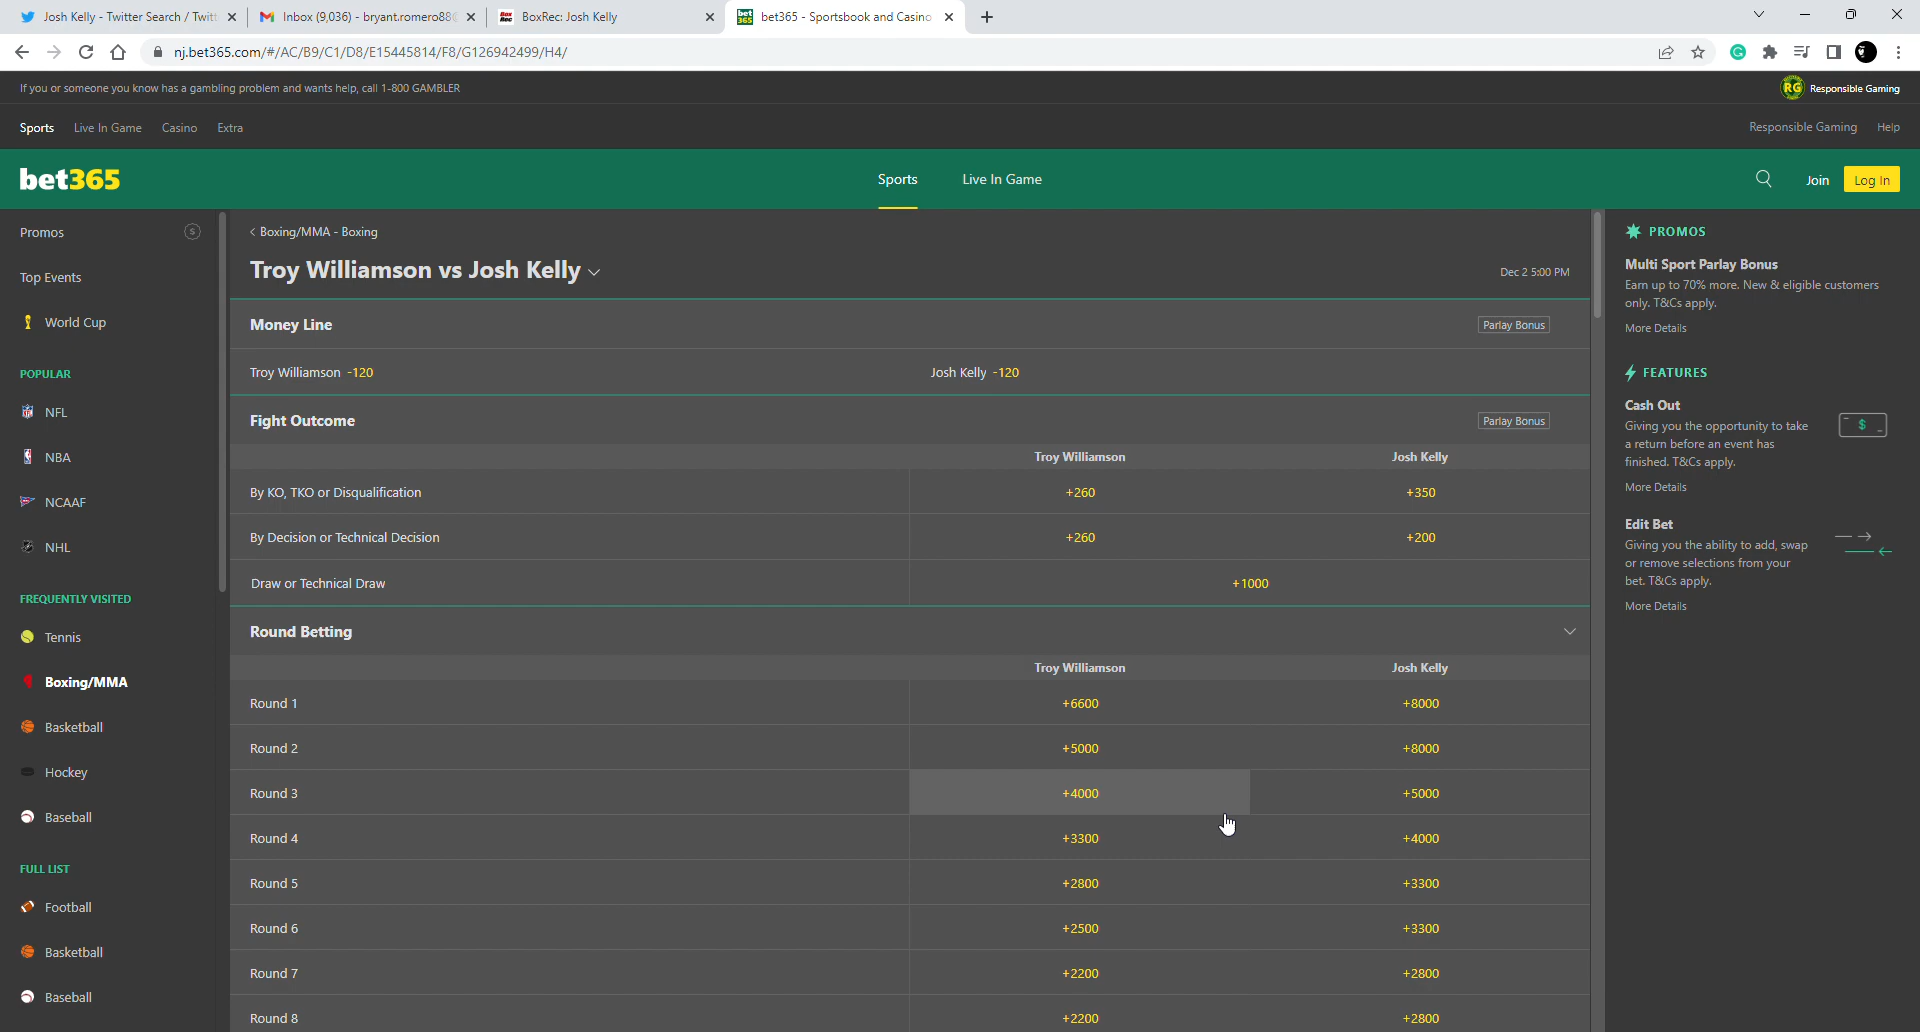 Josh Kelly - Twitter Search / Twitt
Inbox (9,036) - bryant.romero88
BoxRec: Josh Kelly
bet365 - Sportsbook and Casino
nj.bet365.com/#/AC/B9/C1/D8/E15445814/F8/G126942499/H4/
If you or someone you know has a gambling problem and wants help, call 1-800 GAMBLER
RG Responsible Gaming
Sports Live In Game Casino Extra
Responsible Gaming Help
bet365
Sports Live In Game
Join Log In
Promos
Top Events
World Cup
POPULAR
NFL
NBA
NCAAF
NHL
FREQUENTLY VISITED
Tennis
Boxing/MMA
Basketball
Hockey
Baseball
FULL LIST
Football
Basketball
Baseball
< Boxing/MMA - Boxing
Troy Williamson vs Josh Kelly
Dec 2 5:00 PM
Money Line Parlay Bonus
Troy Williamson -120 Josh Kelly -120
Fight Outcome Parlay Bonus
Troy Williamson Josh Kelly
By KO, TKO or Disqualification +260 +350
By Decision or Technical Decision +260 +200
Draw or Technical Draw +1000
Round Betting
Troy Williamson Josh Kelly
Round 1 +6600 +8000
Round 2 +5000 +8000
Round 3 +4000 +5000
Round 4 +3300 +4000
Round 5 +2800 +3300
Round 6 +2500 +3300
Round 7 +2200 +2800
Round 8 +2200 +2800
PROMOS
Multi Sport Parlay Bonus
Earn up to 70% more. New & eligible customers
only. T&Cs apply.
More Details
FEATURES
Cash Out
Giving you the opportunity to take
a return before an event has
finished. T&Cs apply.
More Details
Edit Bet
Giving you the ability to add, swap
or remove selections from your
bet. T&Cs apply.
More Details